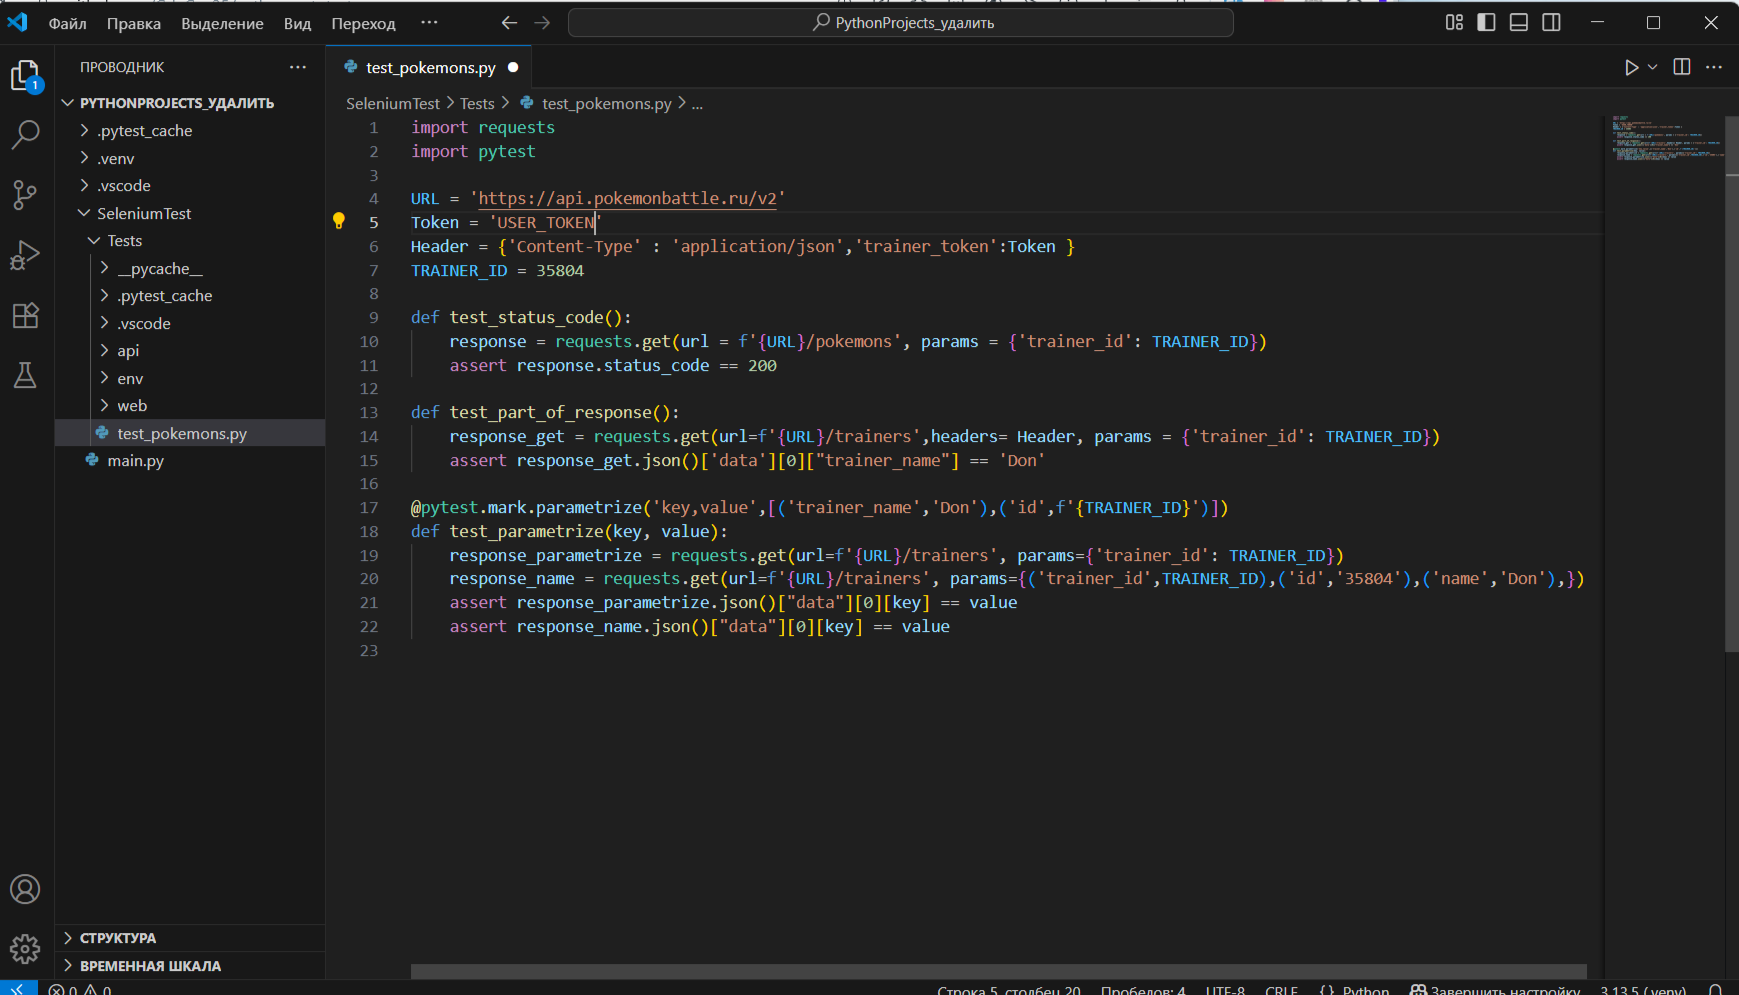 Файл Правка Выделение Вид Переход ··· PythonProjects_удалить
ПРОВОДНИК ···
PYTHONPROJECTS_УДАЛИТЬ
.pytest_cache
.venv
.vscode
SeleniumTest
Tests
__pycache__
.pytest_cache
.vscode
api
env
web
test_pokemons.py
main.py
СТРУКТУРА
ВРЕМЕННАЯ ШКАЛА
1
test_pokemons.py
SeleniumTest > Tests > test_pokemons.py > ...
1 import requests
2 import pytest
3
4 URL = 'https://api.pokemonbattle.ru/v2'
5 Token = 'USER_TOKEN'
6 Header = {'Content-Type' : 'application/json','trainer_token':Token }
7 TRAINER_ID = 35804
8
9 def test_status_code():
10 response = requests.get(url = f'{URL}/pokemons', params = {'trainer_id': TRAINER_ID})
11 assert response.status_code == 200
12
13 def test_part_of_response():
14 response_get = requests.get(url=f'{URL}/trainers',headers= Header, params = {'trainer_id': TRAINER_ID})
15 assert response_get.json()['data'][0]["trainer_name"] == 'Don'
16
17 @pytest.mark.parametrize('key,value',[('trainer_name','Don'),('id',f'{TRAINER_ID}')])
18 def test_parametrize(key, value):
19 response_parametrize = requests.get(url=f'{URL}/trainers', params={'trainer_id': TRAINER_ID})
20 response_name = requests.get(url=f'{URL}/trainers', params={('trainer_id',TRAINER_ID),('id','35804'),('name','Don'),})
21 assert response_parametrize.json()["data"][0][key] == value
22 assert response_name.json()["data"][0][key] == value
23
0 0 Строка 5, столбец 20 Пробелов: 4 UTF-8 CRLF {} Python Завершить настройку 3.13.5 (.venv)